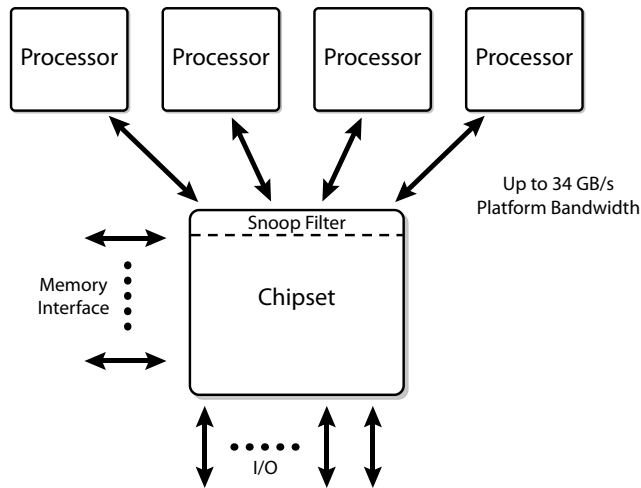 Processor
Processor
Processor
Processor
Up to 34 GB/s
Platform Bandwidth
Snoop Filter
Memory
Interface
Chipset
I/O